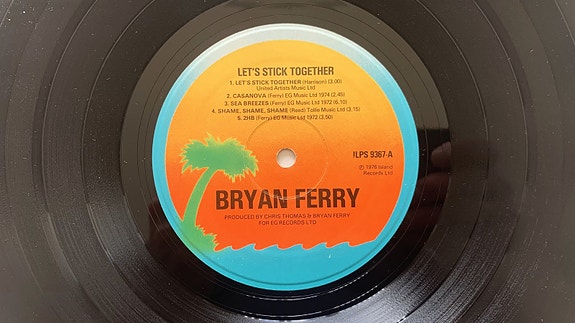 LET'S STICK TOGETHER
1. LET'S STICK TOGETHER (Harrison) (3.00)
United Artists Music Ltd
2. CASANOVA (Ferry) EG Music Ltd 1974 (2.45)
3. SEA BREEZES (Ferry) EG Music Ltd 1972 (6.10)
4. SHAME, SHAME, SHAME (Reed) Tollie Music Ltd (3.15)
5. 2HB (Ferry) EG Music Ltd 1972 (3.50)
ILPS 9367-A
℗ 1976 Island
Records Ltd
BRYAN FERRY
PRODUCED BY CHRIS THOMAS & BRYAN FERRY
FOR EG RECORDS LTD